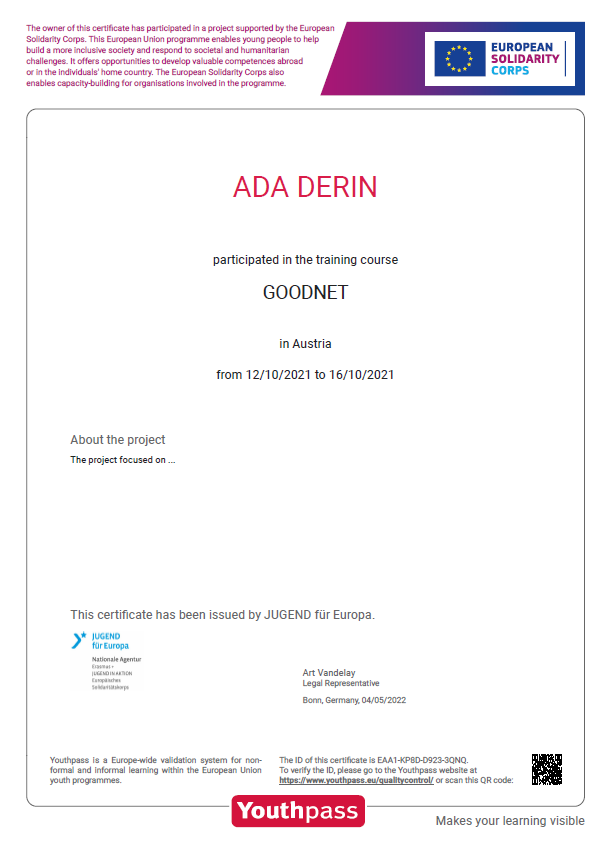 The owner of this certificate has participated in a project supported by the European
Solidarity Corps. This European Union programme enables young people to help
build a more inclusive society and respond to societal and humanitarian
challenges. It offers opportunities to develop valuable competences abroad
or in the individuals' home country. The European Solidarity Corps also
enables capacity-building for organisations involved in the programme.
EUROPEAN
SOLIDARITY
CORPS
ADA DERIN
participated in the training course
GOODNET
in Austria
from 12/10/2021 to 16/10/2021
About the project
The project focused on ...
This certificate has been issued by JUGEND für Europa.
JUGEND
für Europa
Nationale Agentur
Erasmus +
JUGEND IN AKTION
Europäisches
Solidaritätskorps
Art Vandelay
Legal Representative
Bonn, Germany, 04/05/2022
Youthpass is a Europe-wide validation system for non-
formal and informal learning within the European Union
youth programmes.
The ID of this certificate is EAA1-KP8D-D923-3QNQ.
To verify the ID, please go to the Youthpass website at
https://www.youthpass.eu/qualitycontrol/ or scan this QR code:
Youthpass
Makes your learning visible